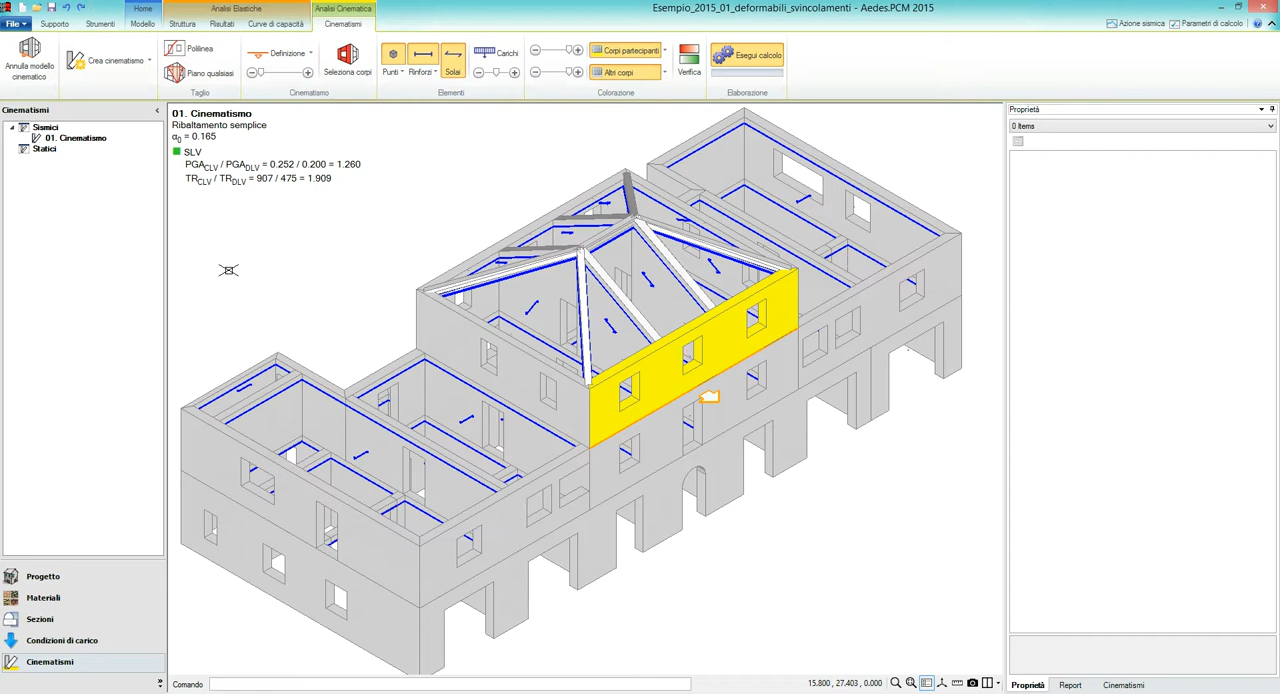 Esempio_2015_01_deformabili_svincolamenti - Aedes.PCM 2015
Home
Analisi Elastiche
Analisi Cinematica
File
Supporto
Strumenti
Modello
Struttura
Risultati
Curve di capacità
Cinematismi
Azione sismica
Parametri di calcolo
Annulla modello
cinematico
Crea cinematismo
Polilinea
Piano qualsiasi
Taglio
Definizione
Seleziona corpi
Cinematismo
Punti
Rinforzi
Solai
Carichi
Elementi
Corpi partecipanti
Altri corpi
Colorazione
Verifica
Esegui calcolo
Elaborazione
Cinematismi
Sismici
01. Cinematismo
Statici
01. Cinematismo
Ribaltamento semplice
α0 = 0.165
SLV
PGACLV / PGADLV = 0.252 / 0.200 = 1.260
TRCLV / TRDLV = 907 / 475 = 1.909
Proprietà
0 Items
Progetto
Materiali
Sezioni
Condizioni di carico
Cinematismi
Comando
15.800 , 27.403 , 0.000
Proprietà
Report
Cinematismi